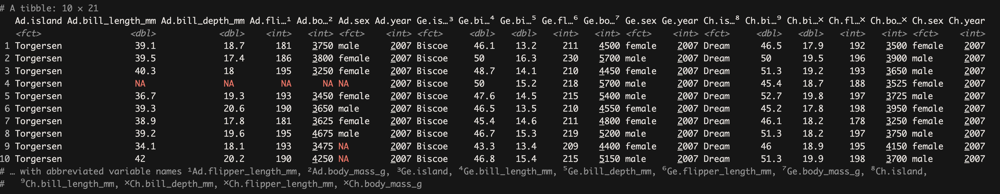 # A tibble: 10 × 21
Ad.island Ad.bill_length_mm Ad.bill_depth_mm Ad.fli…¹ Ad.bo…² Ad.sex Ad.year Ge.is…³ Ge.bi…⁴ Ge.bi…⁵ Ge.fl…⁶ Ge.bo…⁷ Ge.sex Ge.year Ch.is…⁸ Ch.bi…⁹ Ch.bi…× Ch.fl…× Ch.bo…× Ch.sex Ch.year
<fct> <dbl> <dbl> <int> <int> <fct> <int> <fct> <dbl> <dbl> <int> <int> <fct> <int> <fct> <dbl> <dbl> <int> <int> <fct> <int>
1 Torgersen 39.1 18.7 181 3750 male 2007 Biscoe 46.1 13.2 211 4500 female 2007 Dream 46.5 17.9 192 3500 female 2007
2 Torgersen 39.5 17.4 186 3800 female 2007 Biscoe 50 16.3 230 5700 male 2007 Dream 50 19.5 196 3900 male 2007
3 Torgersen 40.3 18 195 3250 female 2007 Biscoe 48.7 14.1 210 4450 female 2007 Dream 51.3 19.2 193 3650 male 2007
4 Torgersen NA NA NA NA NA 2007 Biscoe 50 15.2 218 5700 male 2007 Dream 45.4 18.7 188 3525 female 2007
5 Torgersen 36.7 19.3 193 3450 female 2007 Biscoe 47.6 14.5 215 5400 male 2007 Dream 52.7 19.8 197 3725 male 2007
6 Torgersen 39.3 20.6 190 3650 male 2007 Biscoe 46.5 13.5 210 4550 female 2007 Dream 45.2 17.8 198 3950 female 2007
7 Torgersen 38.9 17.8 181 3625 female 2007 Biscoe 45.4 14.6 211 4800 female 2007 Dream 46.1 18.2 178 3250 female 2007
8 Torgersen 39.2 19.6 195 4675 male 2007 Biscoe 46.7 15.3 219 5200 male 2007 Dream 51.3 18.2 197 3750 male 2007
9 Torgersen 34.1 18.1 193 3475 NA 2007 Biscoe 43.3 13.4 209 4400 female 2007 Dream 46 18.9 195 4150 female 2007
10 Torgersen 42 20.2 190 4250 NA 2007 Biscoe 46.8 15.4 215 5150 male 2007 Dream 51.3 19.9 198 3700 male 2007
# … with abbreviated variable names ¹Ad.flipper_length_mm, ²Ad.body_mass_g, ³Ge.island, ⁴Ge.bill_length_mm, ⁵Ge.bill_depth_mm, ⁶Ge.flipper_length_mm, ⁷Ge.body_mass_g, ⁸Ch.island,
# ⁹Ch.bill_length_mm, ×Ch.bill_depth_mm, ×Ch.flipper_length_mm, ×Ch.body_mass_g